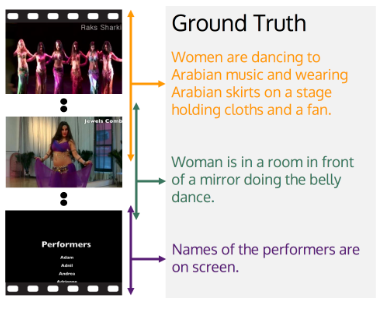 Raks Sharki
Ground Truth
Women are dancing to
Arabian music and wearing
Arabian skirts on a stage
holding cloths and a fan.
Jewels Comb
Woman is in a room in front
of a mirror doing the belly
dance.
Performers
Adam
Adsil
Andrea
Names of the performers are
on screen.